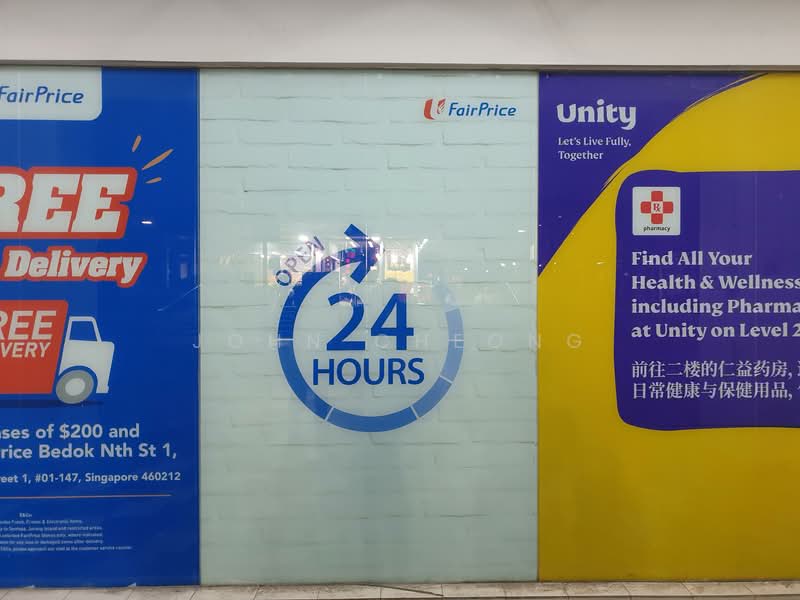 FairPrice
REE
Delivery
REE
VERY
ases of $200 and
rice Bedok Nth St 1,
eet 1, #01-147, Singapore 460212
FairPrice
OPEN
24
HOURS
JOHN CHEONG
Unity
Let's Live Fully,
Together
pharmacy
Find All Your
Health & Wellness
including Pharma
at Unity on Level 2
前往二楼的仁益药房,
日常健康与保健用品,